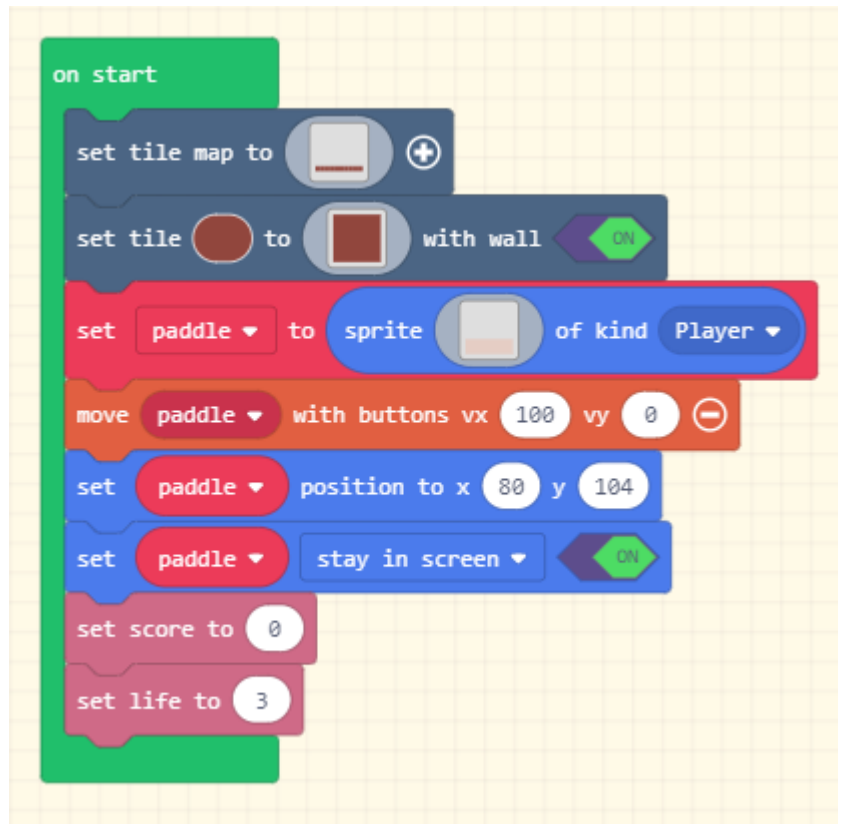 on start
set tile map to
set tile to with wall ON
set paddle to sprite of kind Player
move paddle with buttons vx 100 vy 0
set paddle position to x 80 y 104
set paddle stay in screen ON
set score to 0
set life to 3